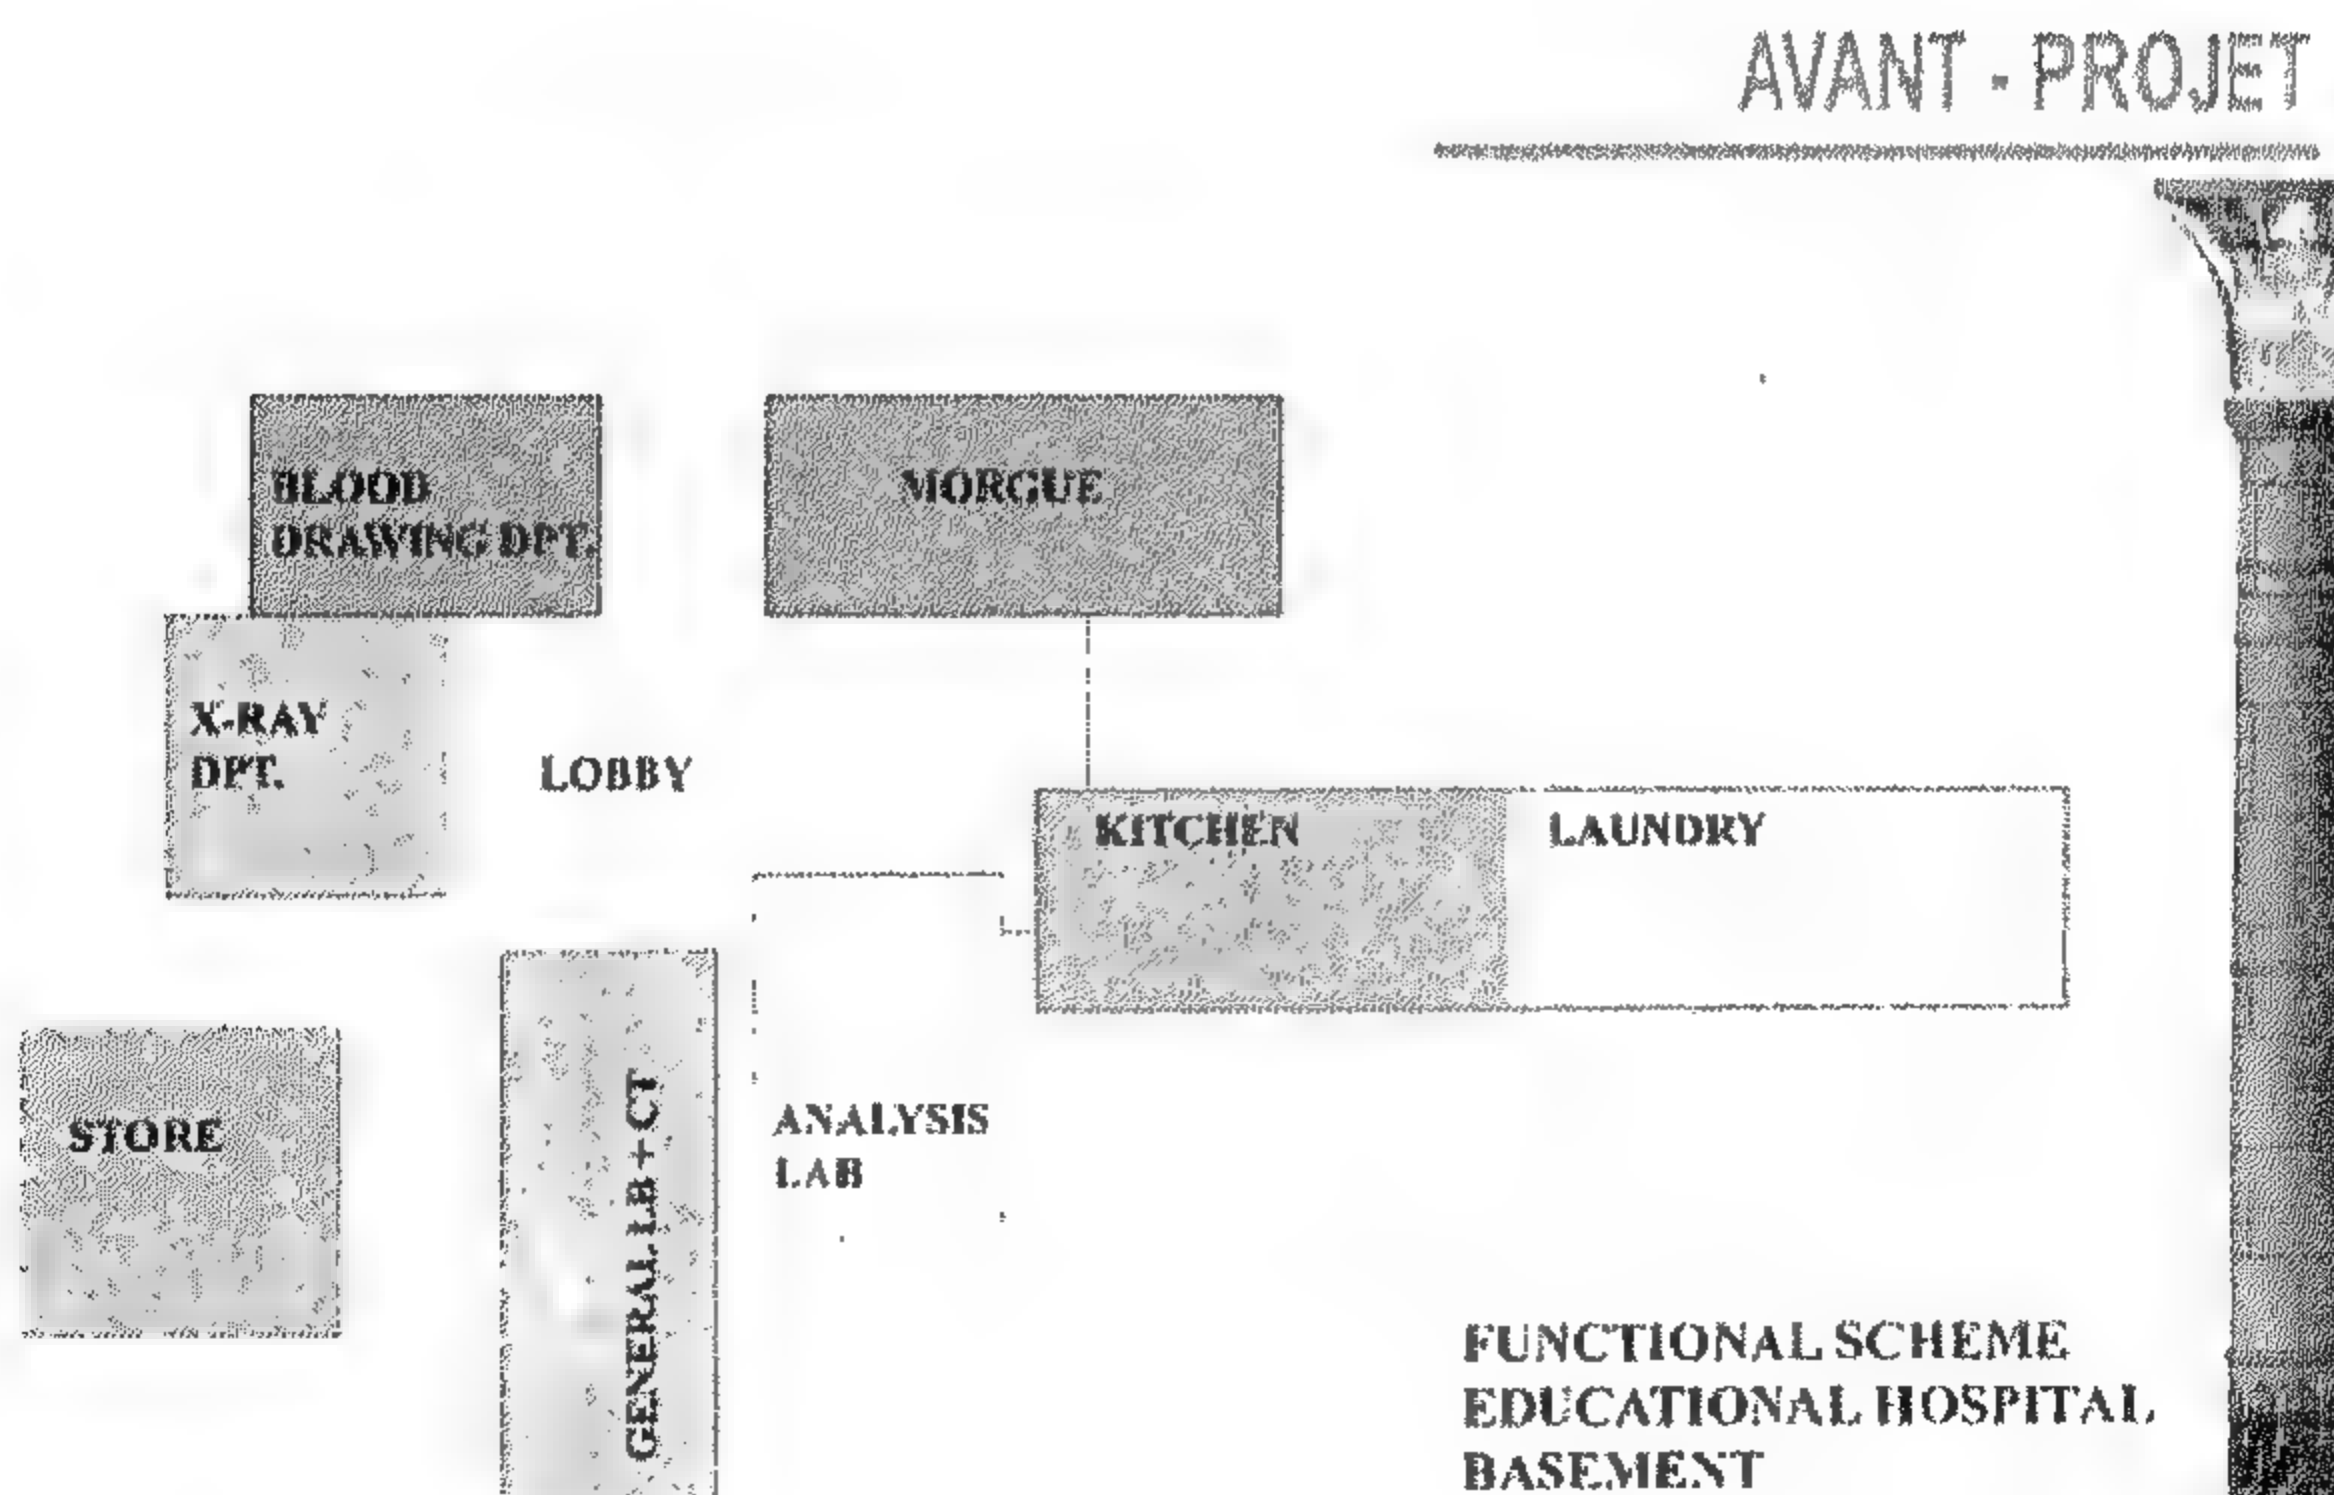 AVANT - PROJET
BLOOD
DRAWING DPT.
MORGUE
X-RAY
DPT.
LOBBY
KITCHEN
LAUNDRY
STORE
GENERAL LaB+CT
ANALYSIS
LAB
FUNCTIONAL SCHEME
EDUCATIONAL HOSPITAL
BASEMENT